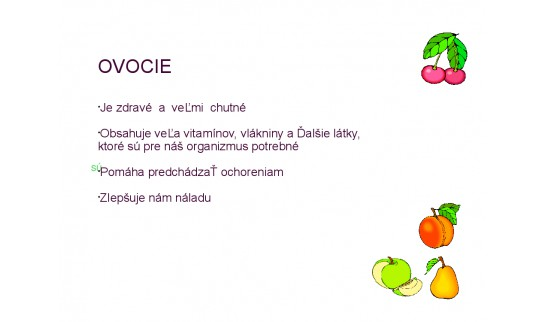 OVOCIE
•Je zdravé a veĽmi chutné
•Obsahuje veĽa vitamínov, vlákniny a Ďalšie látky,
ktoré sú pre náš organizmus potrebné
sú
•Pomáha predchádzaŤ ochoreniam
•Zlepšuje nám náladu